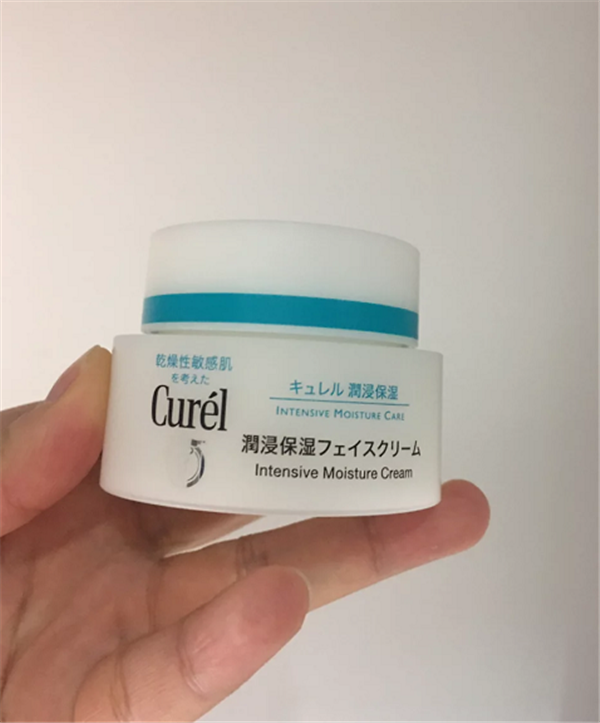 乾燥性敏感肌
を考えた
Curél
キュレル 潤浸保湿
INTENSIVE MOISTURE CARE
潤浸保湿フェイスクリーム
Intensive Moisture Cream